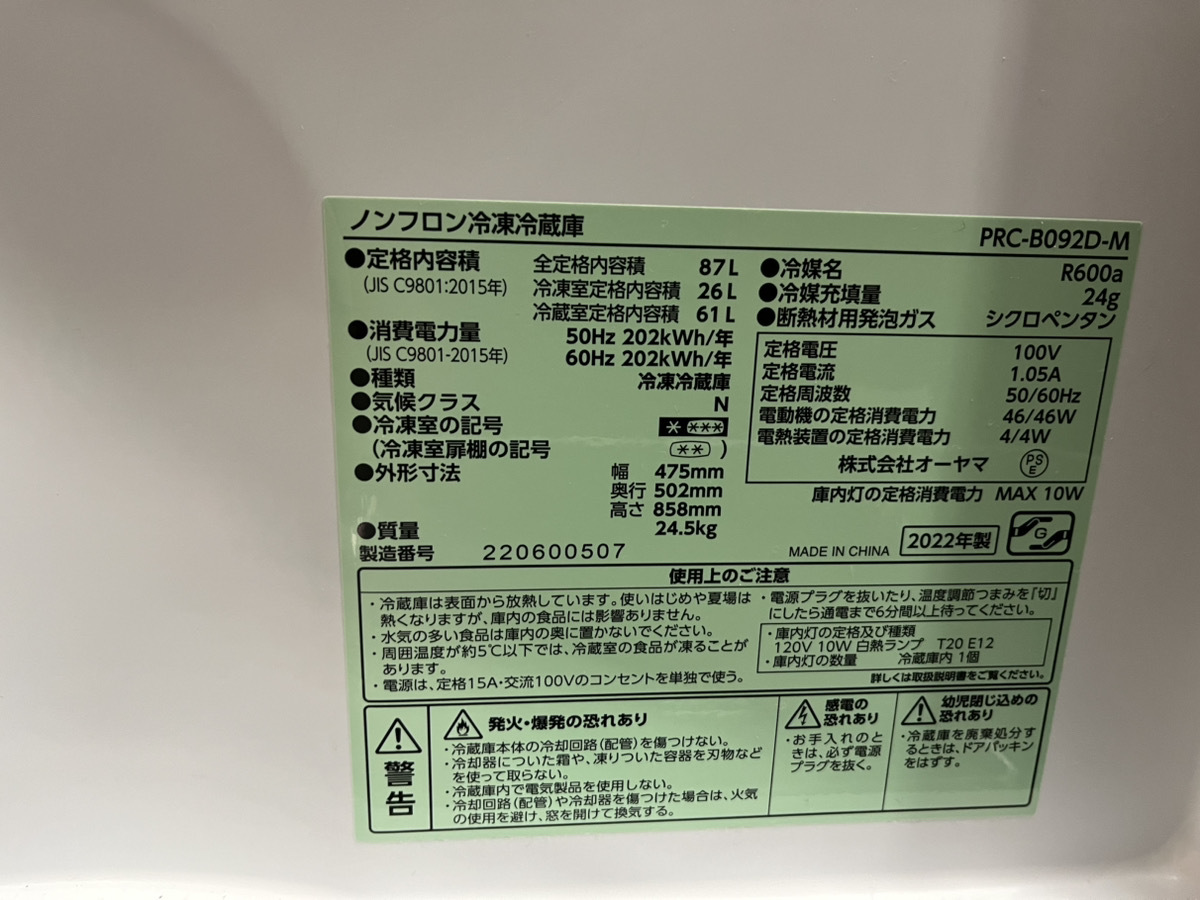 ノンフロン冷凍冷蔵庫
PRC-B092D-M
●定格内容積
(JIS C9801:2015年)
全定格内容積 87L
冷凍室定格内容積 26L
冷蔵室定格内容積 61L
●消費電力量
(JIS C9801-2015年)
50Hz 202kWh/年
60Hz 202kWh/年
●種類 冷凍冷蔵庫
●気候クラス N
●冷凍室の記号 * ***
(冷凍室扉棚の記号 ** )
●外形寸法
幅 475mm
奥行 502mm
高さ 858mm
●質量 24.5kg
製造番号 220600507
●冷媒名 R600a
●冷媒充填量 24g
●断熱材用発泡ガス シクロペンタン
定格電圧 100V
定格電流 1.05A
定格周波数 50/60Hz
電動機の定格消費電力 46/46W
電熱装置の定格消費電力 4/4W
株式会社オーヤマ PSE
庫内灯の定格消費電力 MAX 10W
MADE IN CHINA 2022年製 G
使用上のご注意
・冷蔵庫は表面から放熱しています。使いはじめや夏場は
熱くなりますが、庫内の食品には影響ありません。
・水気の多い食品は庫内の奥に置かないでください。
・周囲温度が約5℃以下では、冷蔵室の食品が凍ることが
あります。
・電源は、定格15A・交流100Vのコンセントを単独で使う。
・電源プラグを抜いたり、温度調節つまみを「切」
にしたら通電まで6分間以上待ってください。
・庫内灯の定格及び種類
120V 10W 白熱ランプ T20 E12
・庫内灯の数量 冷蔵庫内 1個
詳しくは取扱説明書をご覧ください。
警告
発火・爆発の恐れあり
・冷蔵庫本体の冷却回路(配管)を傷つけない。
・冷却器についた霜や、凍りついた容器を刃物など
を使って取らない。
・冷蔵庫内で電気製品を使用しない。
・冷却回路(配管)や冷却器を傷つけた場合は、火気
の使用を避け、窓を開けて換気する。
感電の
恐れあり
・お手入れのと
きは、必ず電源
プラグを抜く。
幼児閉じ込めの
恐れあり
・冷蔵庫を廃棄処分す
るときは、ドアパッキン
をはずす。